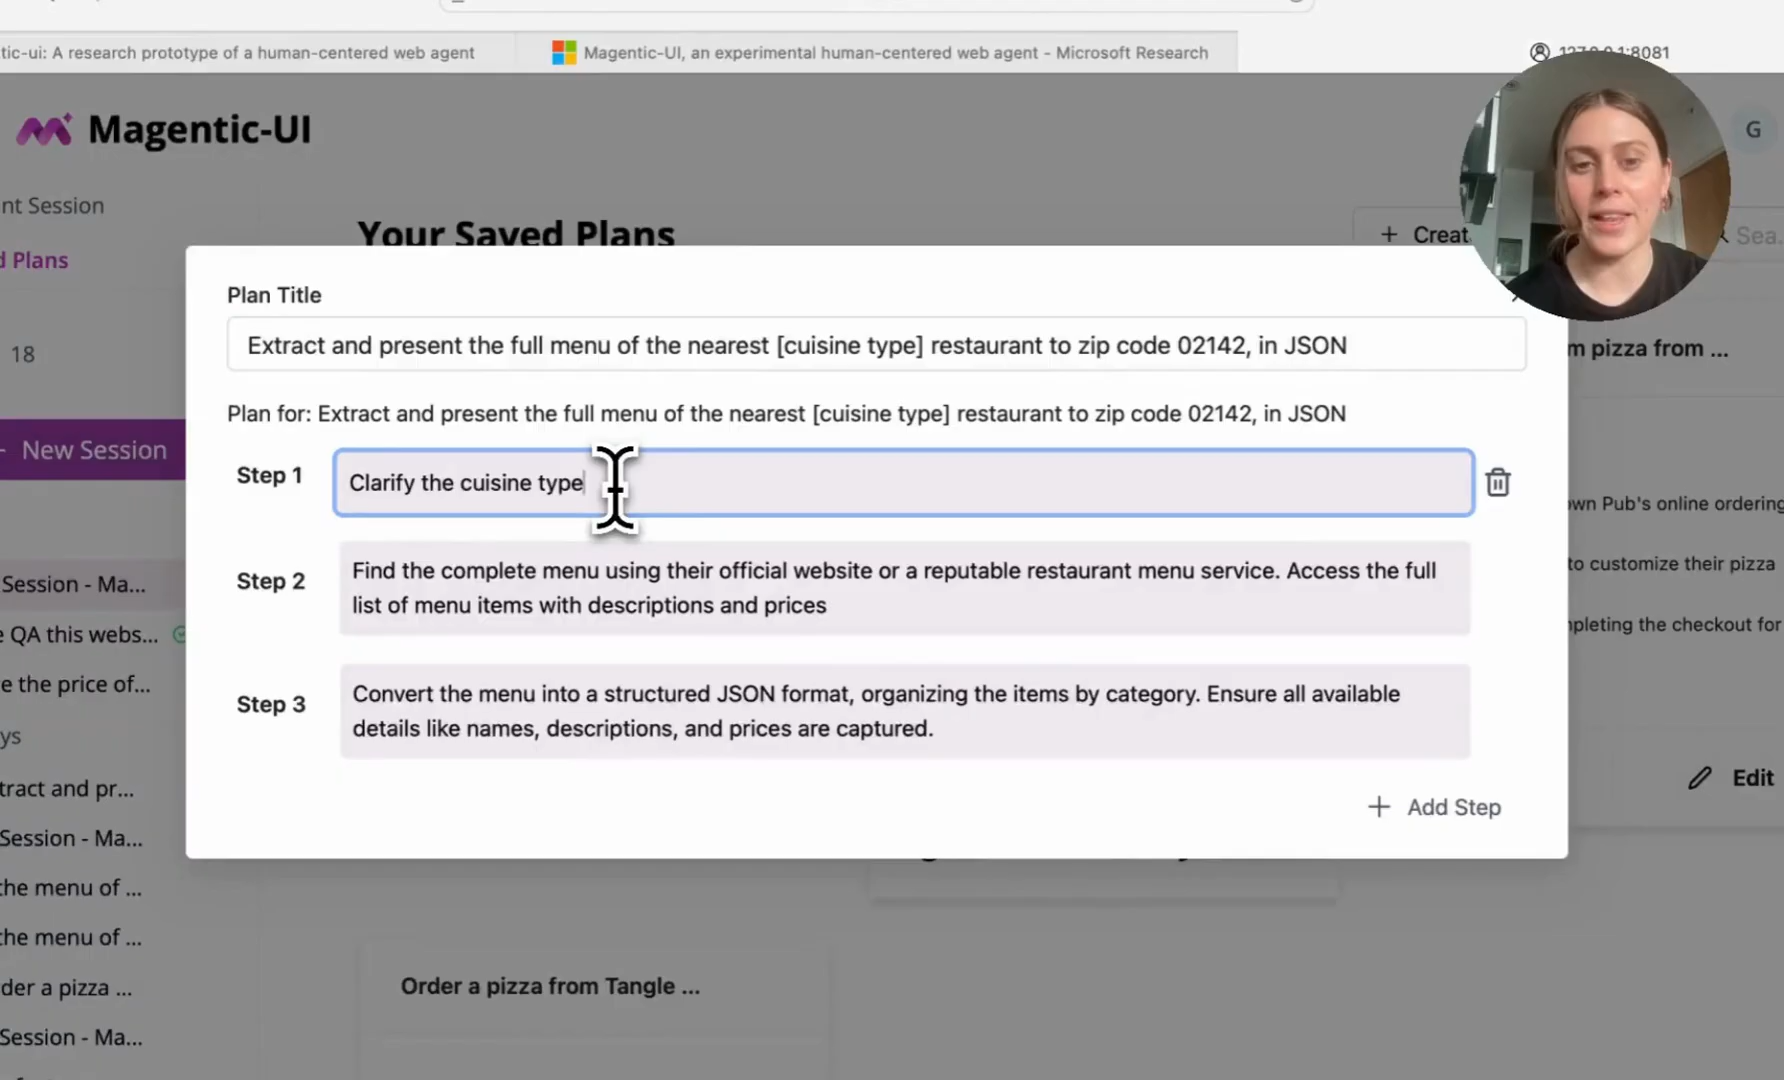 tic-ui: A research prototype of a human-centered web agent
Magentic-UI, an experimental human-centered web agent - Microsoft Research
Magentic-UI
G
nt Session
Your Saved Plans
+ Creat
Sea...
d Plans
Plan Title
Extract and present the full menu of the nearest [cuisine type] restaurant to zip code 02142, in JSON
18
m pizza from ...
Plan for: Extract and present the full menu of the nearest [cuisine type] restaurant to zip code 02142, in JSON
New Session
Step 1
Clarify the cuisine type
wn Pub's online ordering
Step 2
Find the complete menu using their official website or a reputable restaurant menu service. Access the full
list of menu items with descriptions and prices
to customize their pizza
Session - Ma...
e QA this webs...
pleting the checkout for
e the price of...
Step 3
Convert the menu into a structured JSON format, organizing the items by category. Ensure all available
details like names, descriptions, and prices are captured.
ys
tract and pr...
Edit
+ Add Step
Session - Ma...
the menu of ...
the menu of ...
der a pizza ...
Order a pizza from Tangle ...
Session - Ma...